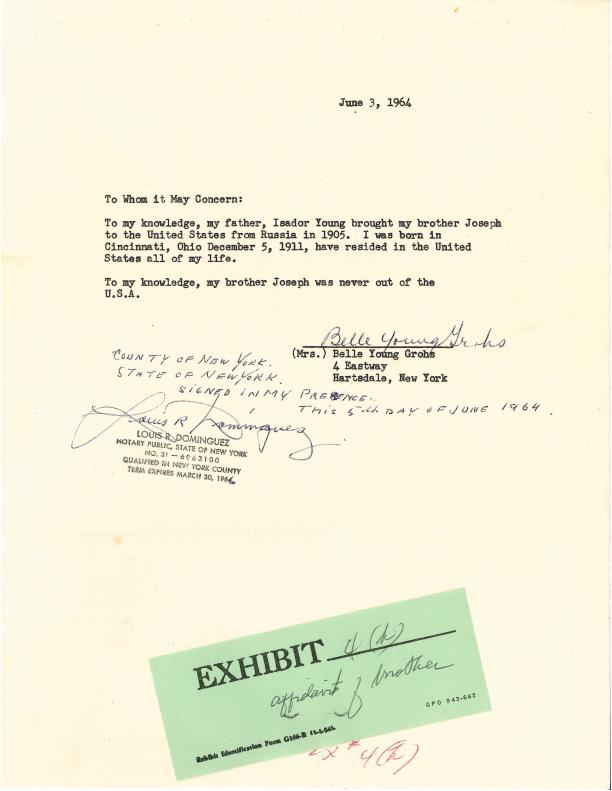 June 3, 1964
To Whom it May Concern:
To my knowledge, my father, Isador Young brought my brother Joseph
to the United States from Russia in 1905. I was born in
Cincinnati, Ohio December 5, 1911, have resided in the United
States all of my life.
To my knowledge, my brother Joseph was never out of the
U.S.A.
Belle Young Grohs
(Mrs.) Belle Young Grohs
4 Eastway
Hartsdale, New York
COUNTY OF NEW YORK.
STATE OF NEW YORK.
SIGNED IN MY PRESENCE.
THIS 5th DAY OF JUNE 1964.
Louis R Dominguez
LOUIS R. DOMINGUEZ
NOTARY PUBLIC, STATE OF NEW YORK
NO. 31-6063100
QUALIFIED IN NEW YORK COUNTY
TERM EXPIRES MARCH 30, 1966
EXHIBIT 4(h)
affidavit of brother
GPO 943-662
Exhibit Identification Form G166-B
Ex # 4(h)